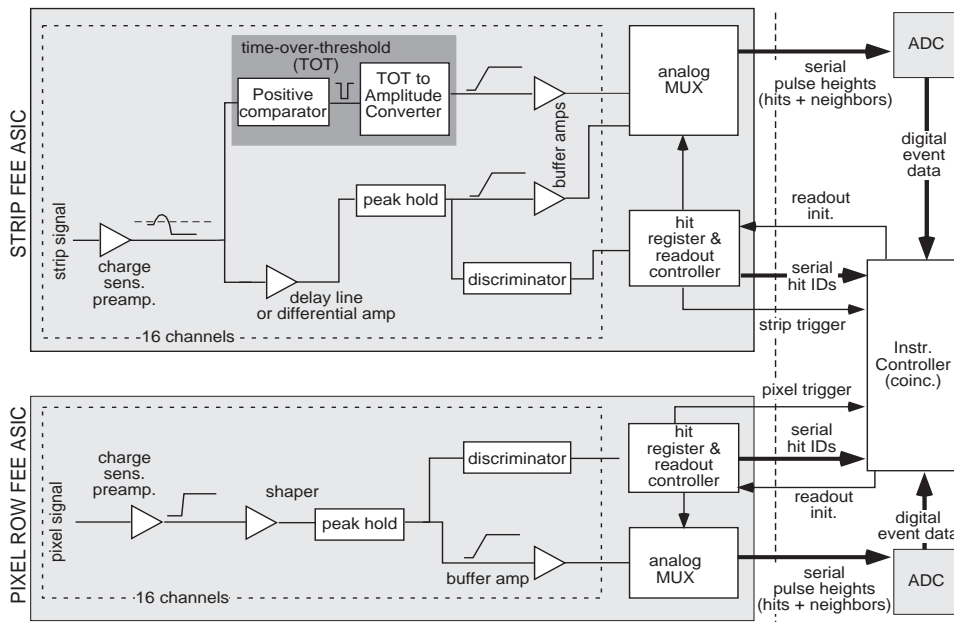 STRIP FEE ASIC
strip signal
charge
sens.
preamp.
time-over-threshold
(TOT)
Positive
comparator
TOT to
Amplitude
Converter
buffer amps
peak hold
delay line
or differential amp
discriminator
16 channels
analog
MUX
hit
register &
readout
controller
serial
pulse heights
(hits + neighbors)
ADC
digital
event
data
readout
init.
serial
hit IDs
strip trigger
Instr.
Controller
(coinc.)
PIXEL ROW FEE ASIC
pixel signal
charge
sens.
preamp.
shaper
peak hold
discriminator
buffer amp
16 channels
hit
register &
readout
controller
analog
MUX
pixel trigger
serial
hit IDs
readout
init.
digital
event data
serial
pulse heights
(hits + neighbors)
ADC